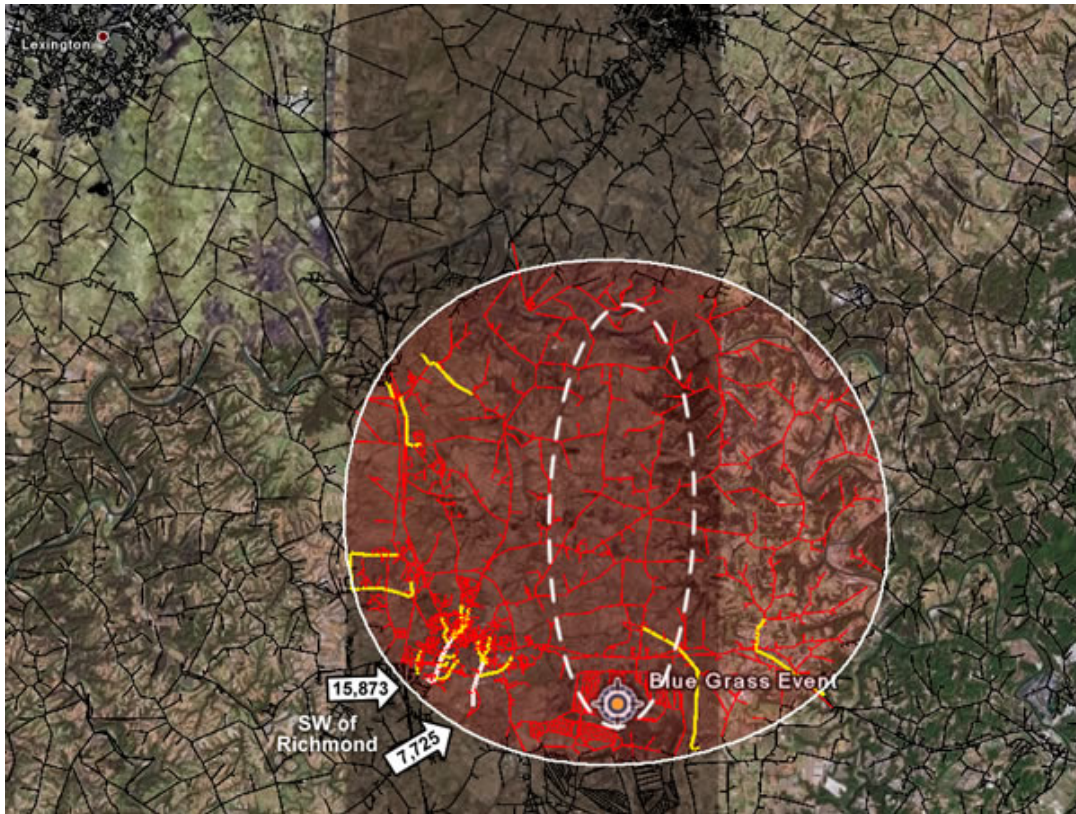 Lexington
Blue Grass Event
15,873
SW of
Richmond
7,725